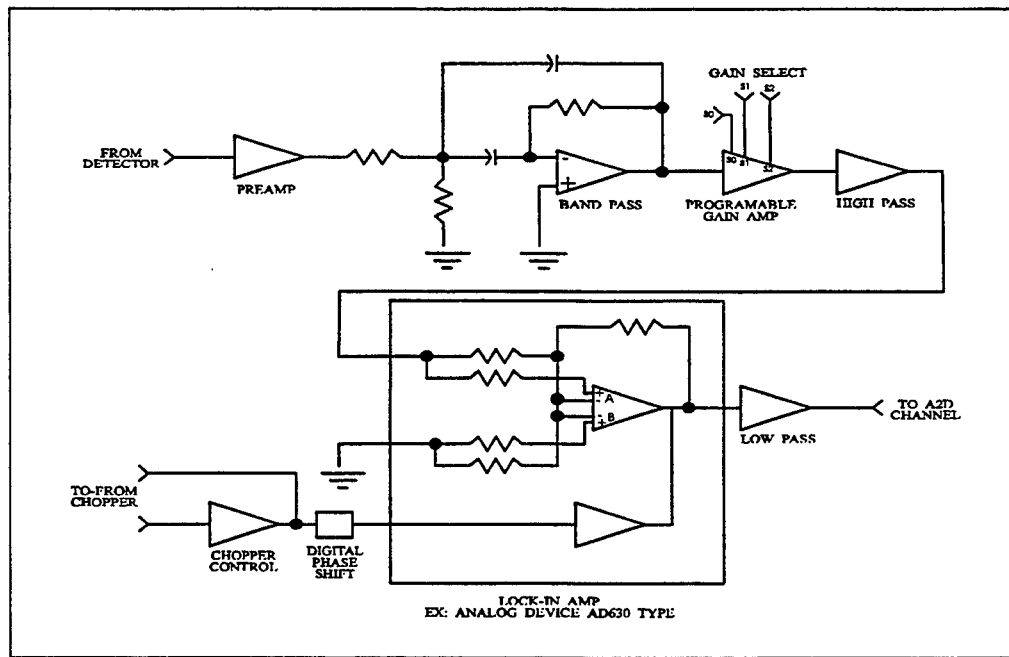 GAIN SELECT
S1 S2
S0
FROM
DETECTOR
PREAMP
-
+
BAND PASS
S0 S1 S2
PROGRAMABLE
GAIN AMP
HIGH PASS
+ A
-
- B
+
LOW PASS
TO A2D
CHANNEL
TO-FROM
CHOPPER
CHOPPER
CONTROL
DIGITAL
PHASE
SHIFT
LOCK-IN AMP
EX: ANALOG DEVICE AD630 TYPE